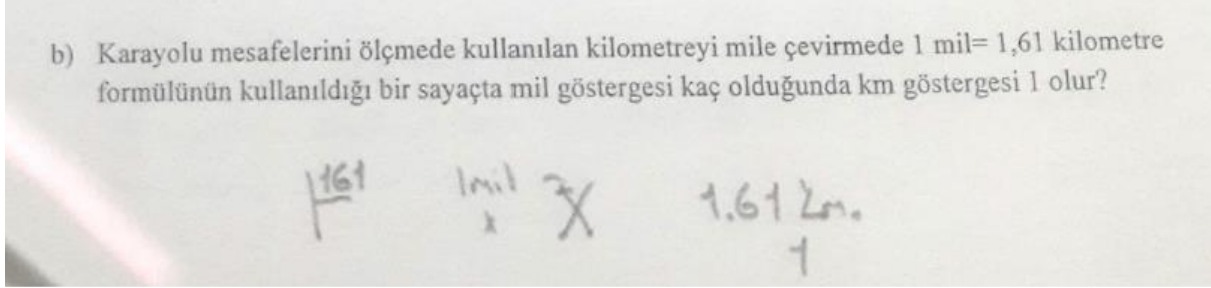 b) Karayolu mesafelerini ölçmede kullanılan kilometreyi mile çevirmede 1 mil= 1,61 kilometre
formülünün kullanıldığı bir sayaçta mil göstergesi kaç olduğunda km göstergesi 1 olur?
161 1mil 1.61 km.
x 1